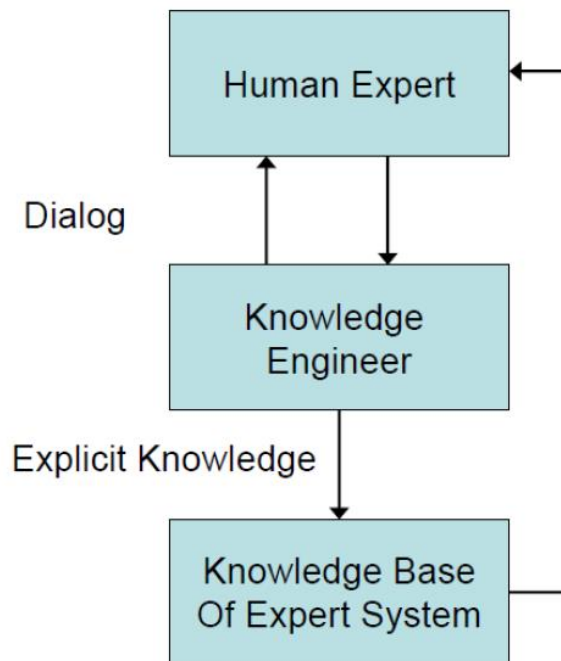 Human Expert
Dialog
Knowledge
Engineer
Explicit Knowledge
Knowledge Base
Of Expert System